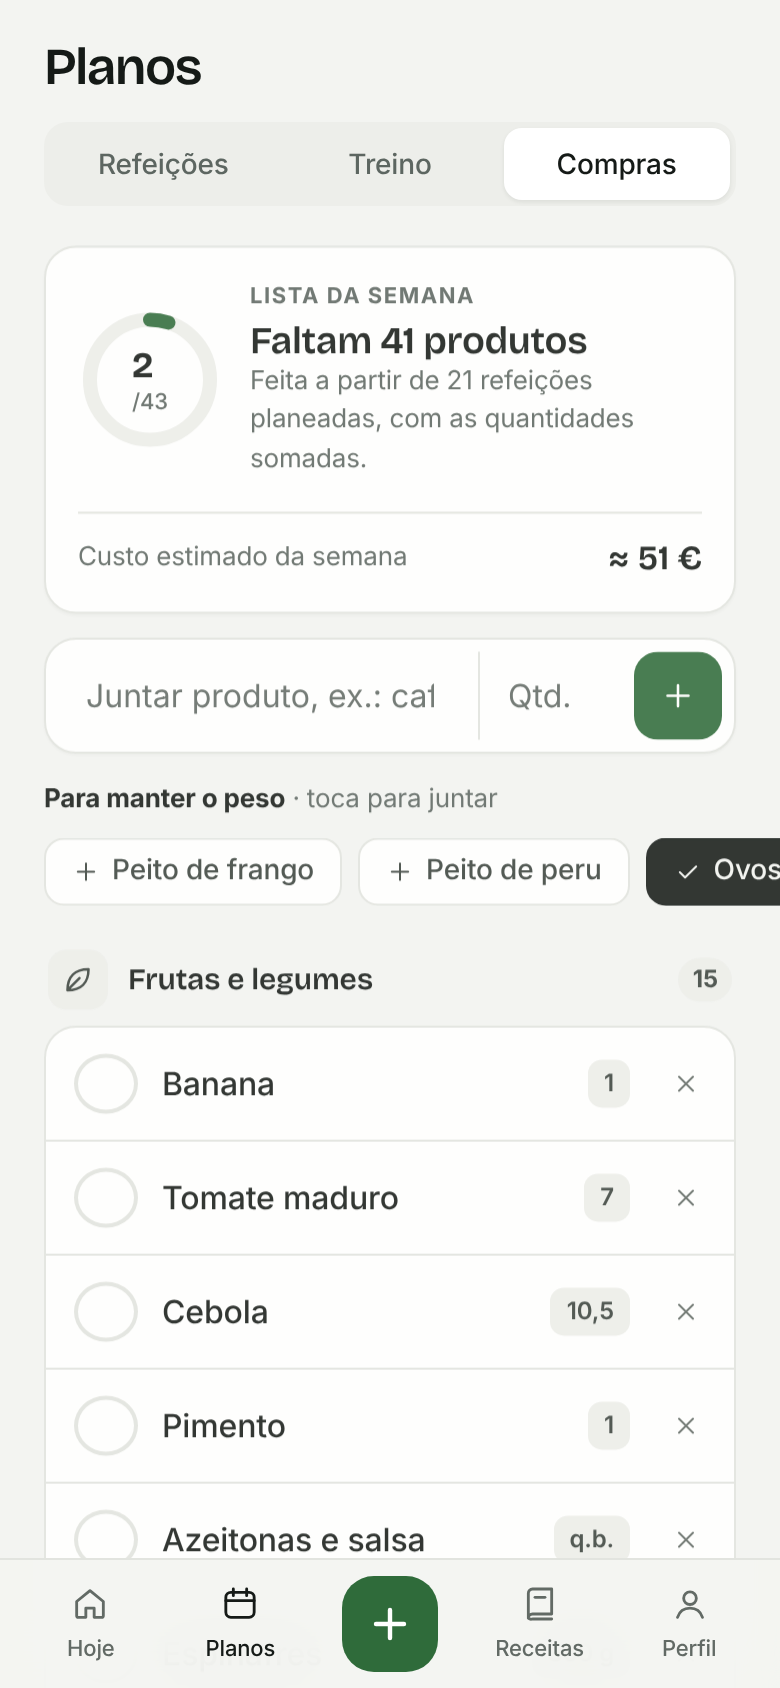 Planos
Refeições Treino Compras
LISTA DA SEMANA
Faltam 41 produtos
2
/43
Feita a partir de 21 refeições
planeadas, com as quantidades
somadas.
Custo estimado da semana ≈ 51 €
Juntar produto, ex.: caf Qtd. +
Para manter o peso · toca para juntar
+ Peito de frango + Peito de peru ✓ Ovos
Frutas e legumes 15
Banana 1 ×
Tomate maduro 7 ×
Cebola 10,5 ×
Pimento 1 ×
Azeitonas e salsa q.b. ×
Hoje Planos + Receitas Perfil